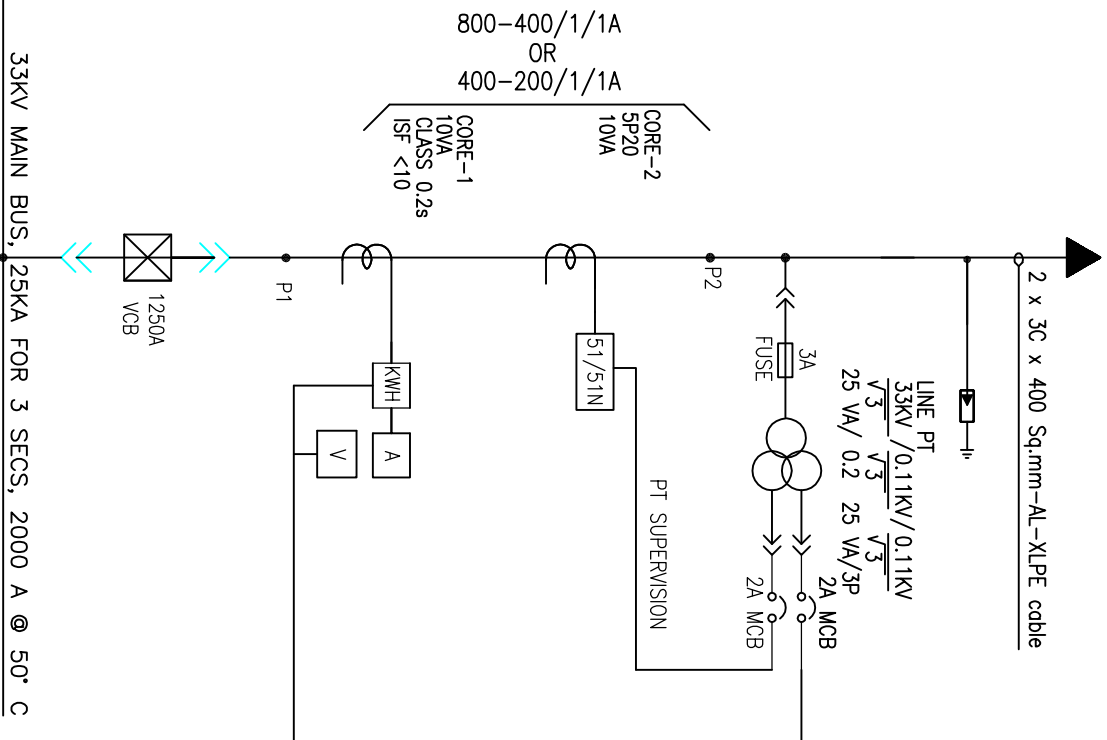 800-400/1/1A
OR
400-200/1/1A
CORE-2
5P20
10VA
CORE-1
10VA
CLASS 0.2s
ISF <10
33KV MAIN BUS, 25KA FOR 3 SECS, 2000 A @ 50° C
1250A
VCB
P1
P2
KWH
A
V
51/51N
3A
FUSE
LINE PT
33KV /0.11KV/ 0.11KV
√3 √3 √3
25 VA/ 0.2 25 VA/3P
2A MCB
2A MCB
PT SUPERVISION
2 x 3C x 400 Sq.mm-AL-XLPE cable